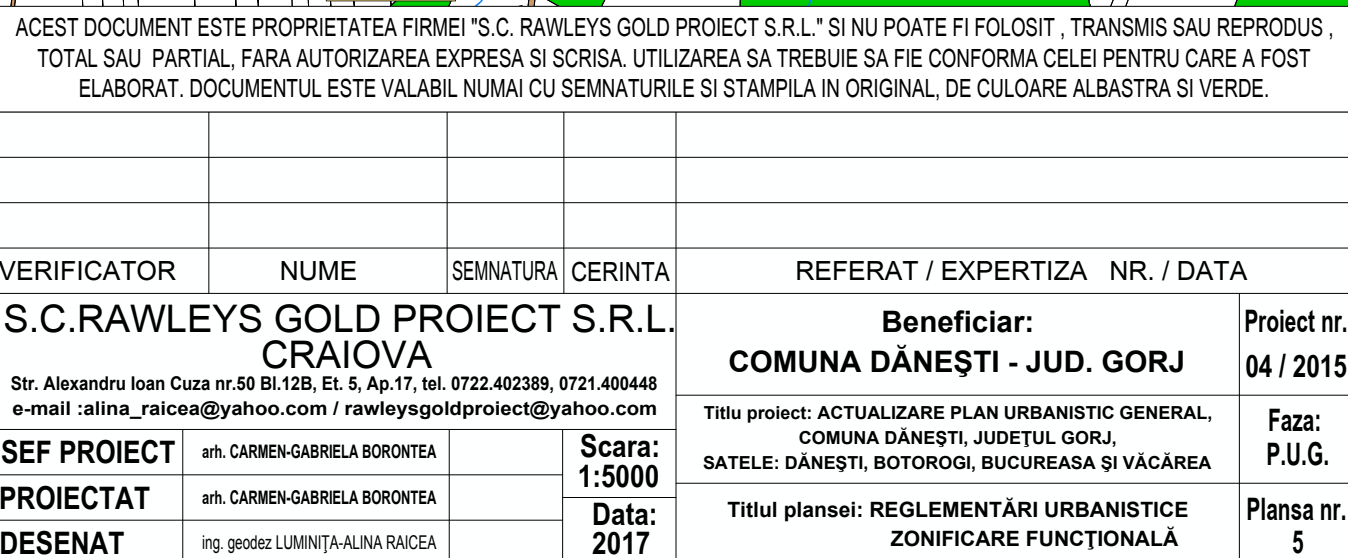 ACEST DOCUMENT ESTE PROPRIETATEA FIRMEI "S.C. RAWLEYS GOLD PROIECT S.R.L." SI NU POATE FI FOLOSIT , TRANSMIS SAU REPRODUS ,
TOTAL SAU PARTIAL, FARA AUTORIZAREA EXPRESA SI SCRISA. UTILIZAREA SA TREBUIE SA FIE CONFORMA CELEI PENTRU CARE A FOST
ELABORAT. DOCUMENTUL ESTE VALABIL NUMAI CU SEMNATURILE SI STAMPILA IN ORIGINAL, DE CULOARE ALBASTRA SI VERDE.
VERIFICATOR NUME SEMNATURA CERINTA REFERAT / EXPERTIZA NR. / DATA
S.C.RAWLEYS GOLD PROIECT S.R.L.
CRAIOVA
Str. Alexandru Ioan Cuza nr.50 Bl.12B, Et. 5, Ap.17, tel. 0722.402389, 0721.400448
e-mail :alina_raicea@yahoo.com / rawleysgoldproiect@yahoo.com
Beneficiar:
COMUNA DĂNEŞTI - JUD. GORJ
Proiect nr.
04 / 2015
SEF PROIECT arh. CARMEN-GABRIELA BORONTEA
PROIECTAT arh. CARMEN-GABRIELA BORONTEA
DESENAT ing. geodez LUMINIŢA-ALINA RAICEA
Scara:
1:5000
Data:
2017
Titlu proiect: ACTUALIZARE PLAN URBANISTIC GENERAL,
COMUNA DĂNEŞTI, JUDEŢUL GORJ,
SATELE: DĂNEŞTI, BOTOROGI, BUCUREASA ŞI VĂCĂREA
Faza:
P.U.G.
Titlul plansei: REGLEMENTĂRI URBANISTICE
ZONIFICARE FUNCŢIONALĂ
Plansa nr.
5